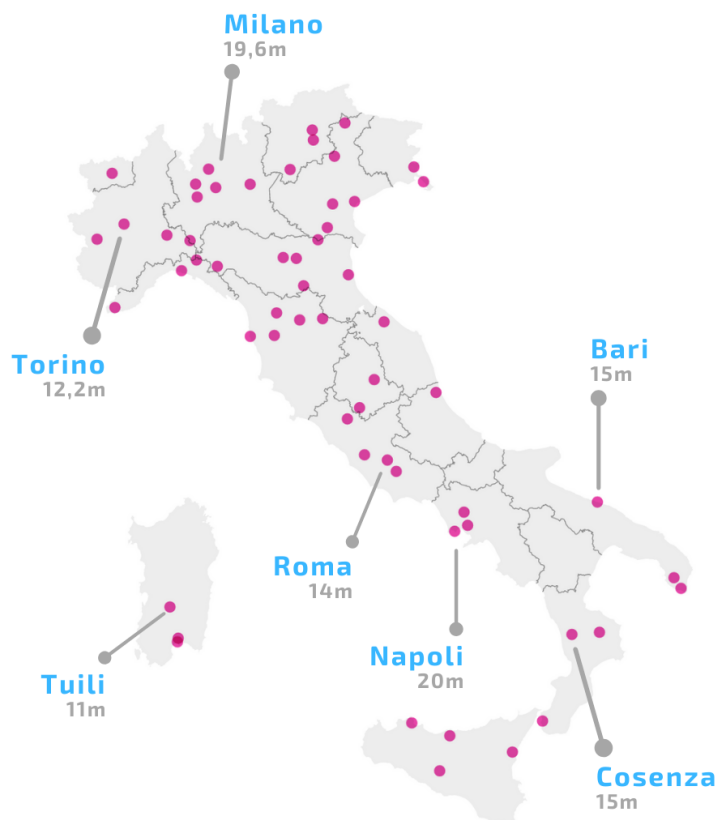 Milano
19,6m
Bari
15m
Torino
12,2m
Roma
14m
Napoli
20m
Tuili
11m
Cosenza
15m